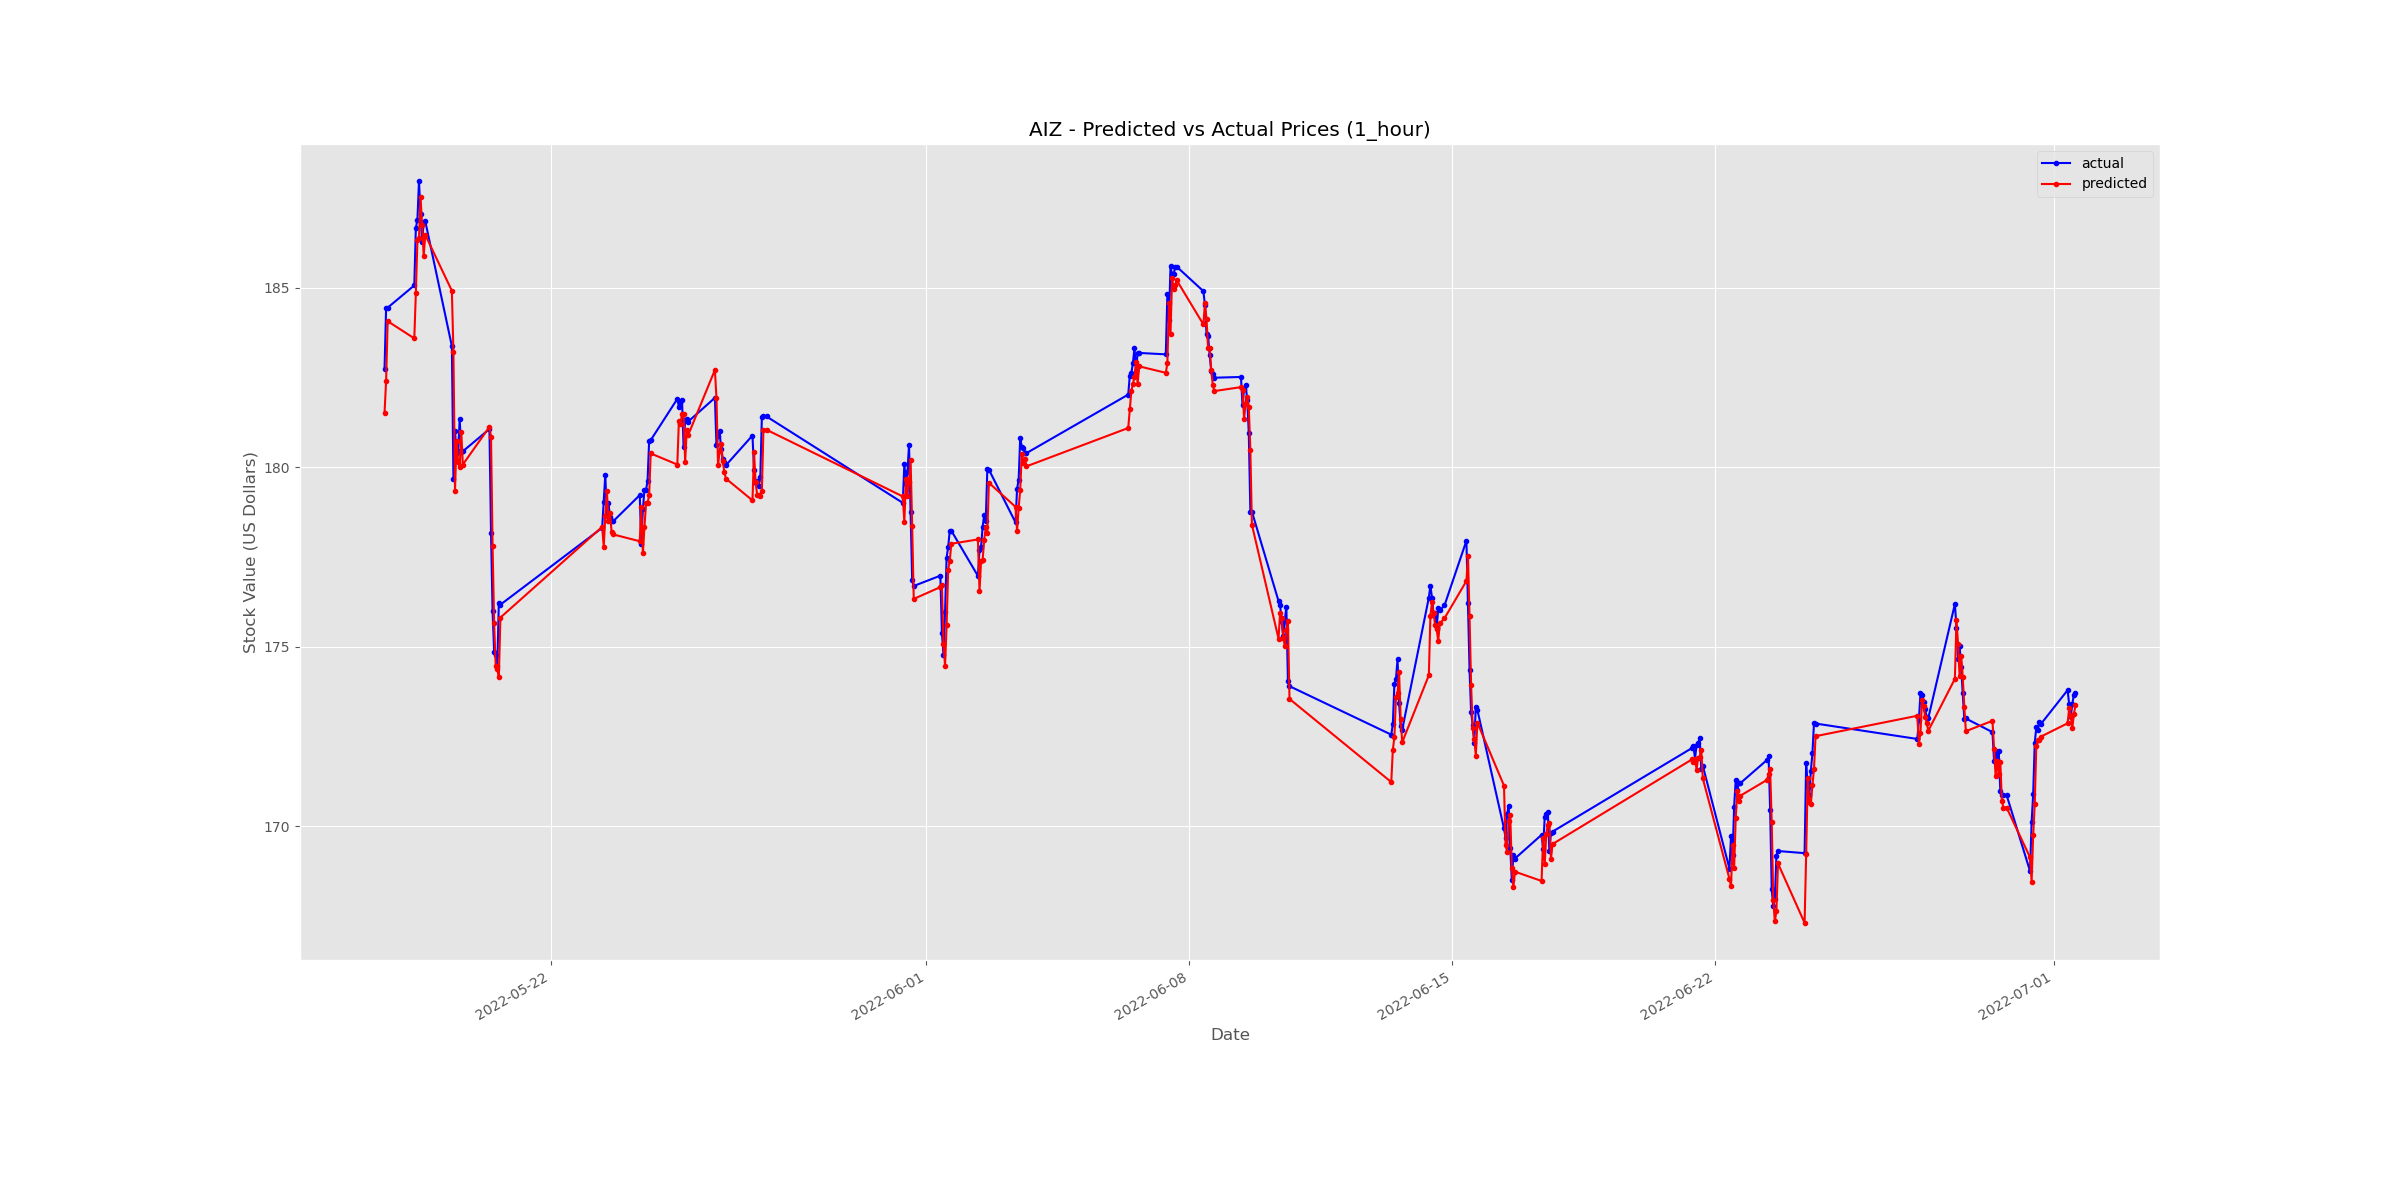 AIZ - Predicted vs Actual Prices (1_hour)
actual
predicted
Stock Value (US Dollars)
185
180
175
170
2022-05-22
2022-06-01
2022-06-08
2022-06-15
2022-06-22
2022-07-01
Date